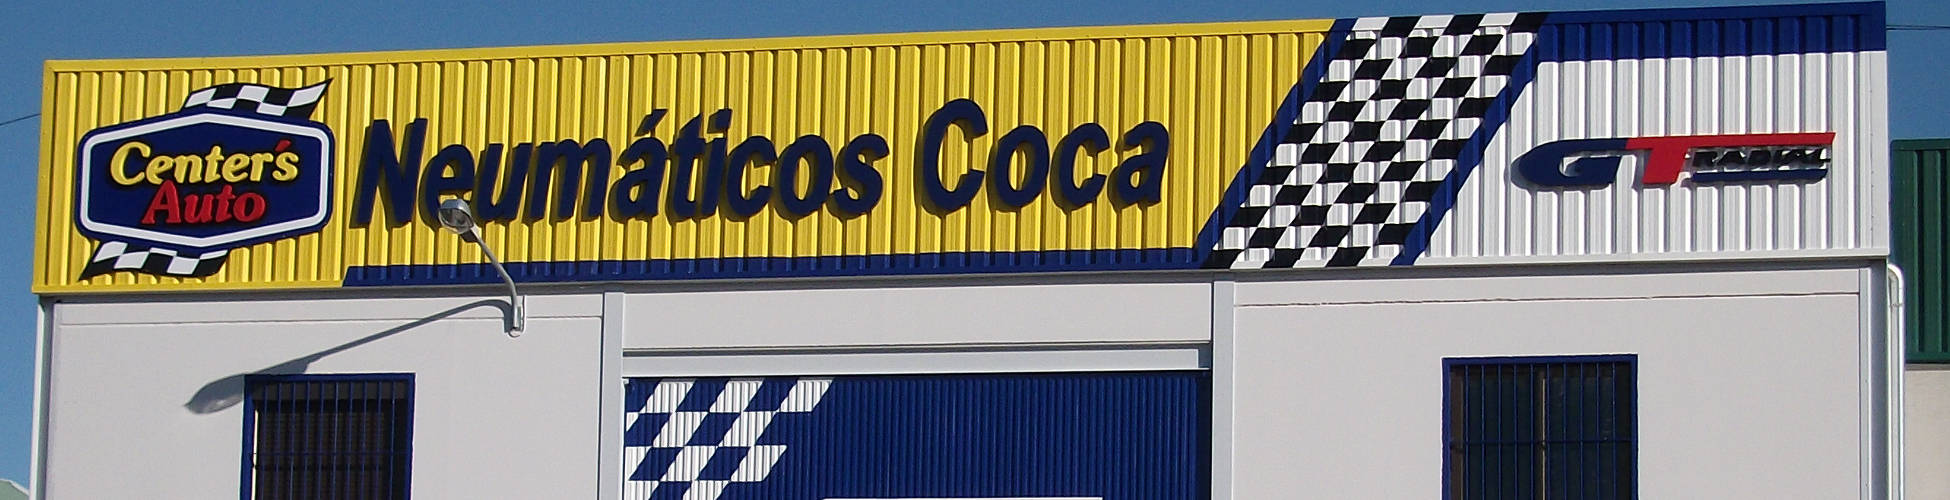 Center's
Auto
Neumáticos Coca
GT RADIAL